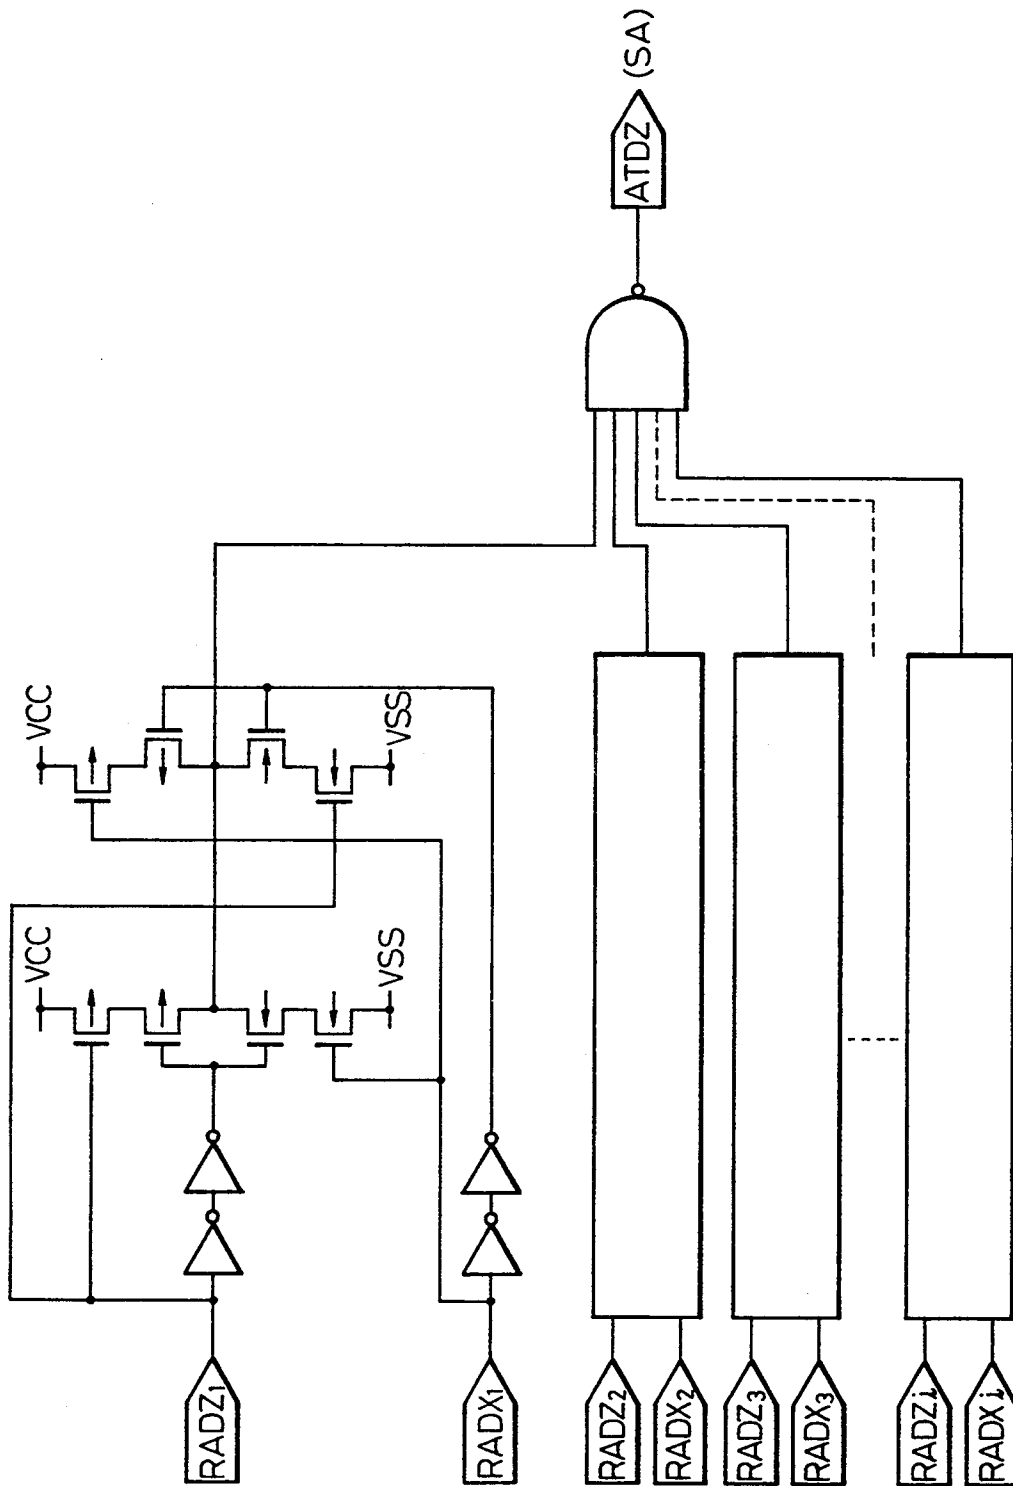 RADZ1
RADX1
RADZ2
RADX2
RADZ3
RADX3
RADZi
RADXi
VCC
VSS
VCC
VSS
ATDZ
(SA)